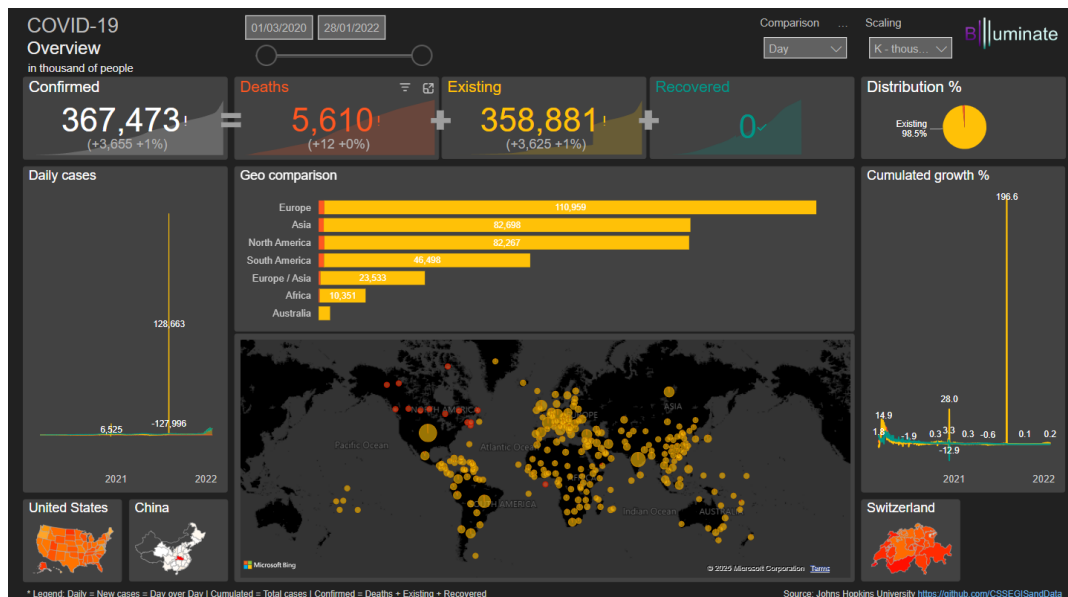 COVID-19
Overview
in thousand of people
01/03/2020 28/01/2022
Comparison ... Scaling
Day K - thous...
Billuminate
Confirmed
367,473!
(+3,655 +1%)
=
Deaths
5,610!
(+12 +0%)
+
Existing
358,881!
(+3,625 +1%)
+
Recovered
0
Distribution %
Existing
98.5%
Daily cases
128,663
-127,996
6,525
2021 2022
Geo comparison
Europe 110,959
Asia 82,698
North America 82,267
South America 46,498
Europe / Asia 23,533
Africa 10,351
Australia
NORTH AMERICA
EUROPE
ASIA
Pacific Ocean
Atlantic Ocean
SOUTH AMERICA
Indian Ocean
AUSTRALIA
Microsoft Bing
© 2025 Microsoft Corporation Terms
Cumulated growth %
196.6
28.0
14.9
1.8 -1.9 0.3 3.3 0.3 -0.6 0.1 0.2
-12.9
2021 2022
United States
China
Switzerland
* Legend: Daily = New cases = Day over Day | Cumulated = Total cases | Confirmed = Deaths + Existing + Recovered
Source: Johns Hopkins University https://github.com/CSSEGISandData